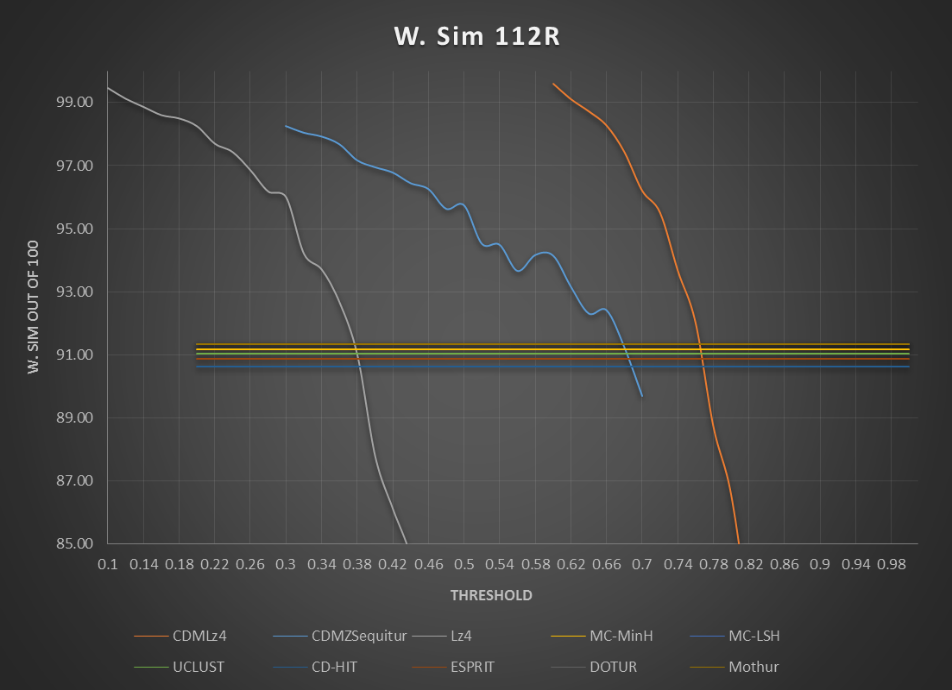 W. Sim 112R
W. SIM OUT OF 100
99.00
97.00
95.00
93.00
91.00
89.00
87.00
85.00
0.1 0.14 0.18 0.22 0.26 0.3 0.34 0.38 0.42 0.46 0.5 0.54 0.58 0.62 0.66 0.7 0.74 0.78 0.82 0.86 0.9 0.94 0.98
THRESHOLD
CDMLz4 CDMZSequitur Lz4 MC-MinH MC-LSH
UCLUST CD-HIT ESPRIT DOTUR Mothur